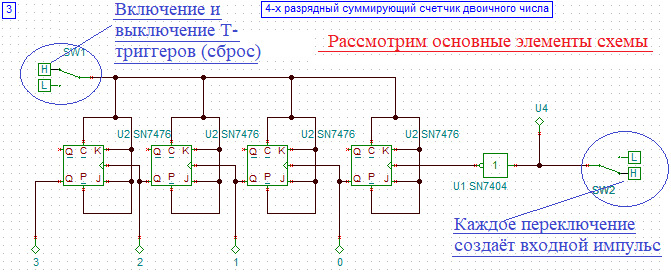 3
4-х разрядный суммирующий счетчик двоичного числа
Включение и
выключение Т-
триггеров (сброс)
Рассмотрим основные элементы схемы
SW1
H
L
U2 SN7476
U2 SN7476
U2 SN7476
U2 SN7476
Q C K
Q P J
Q C K
Q P J
Q C K
Q P J
Q C K
Q P J
U4
1
U1 SN7404
L
H
SW2
Каждое переключение
создаёт входной импульс
3
2
1
0